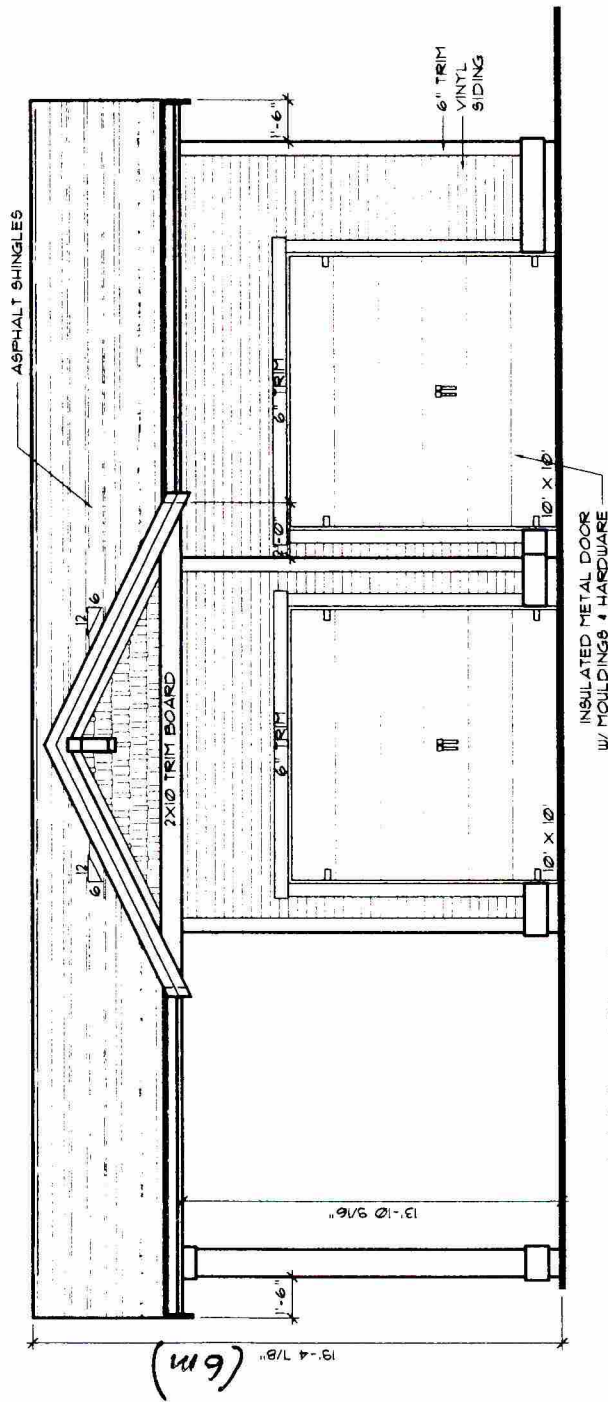 ASPHALT SHINGLES
12
6
12
6
2X10 TRIM BOARD
1'-6"
2'-0"
6" TRIM
6" TRIM
6" TRIM
VINYL
SIDING
10' X 10'
10' X 10'
INSULATED METAL DOOR
W/ MOULDINGS & HARDWARE
13'-10 9/16"
1'-6"
19'-4 7/8"
(6m)